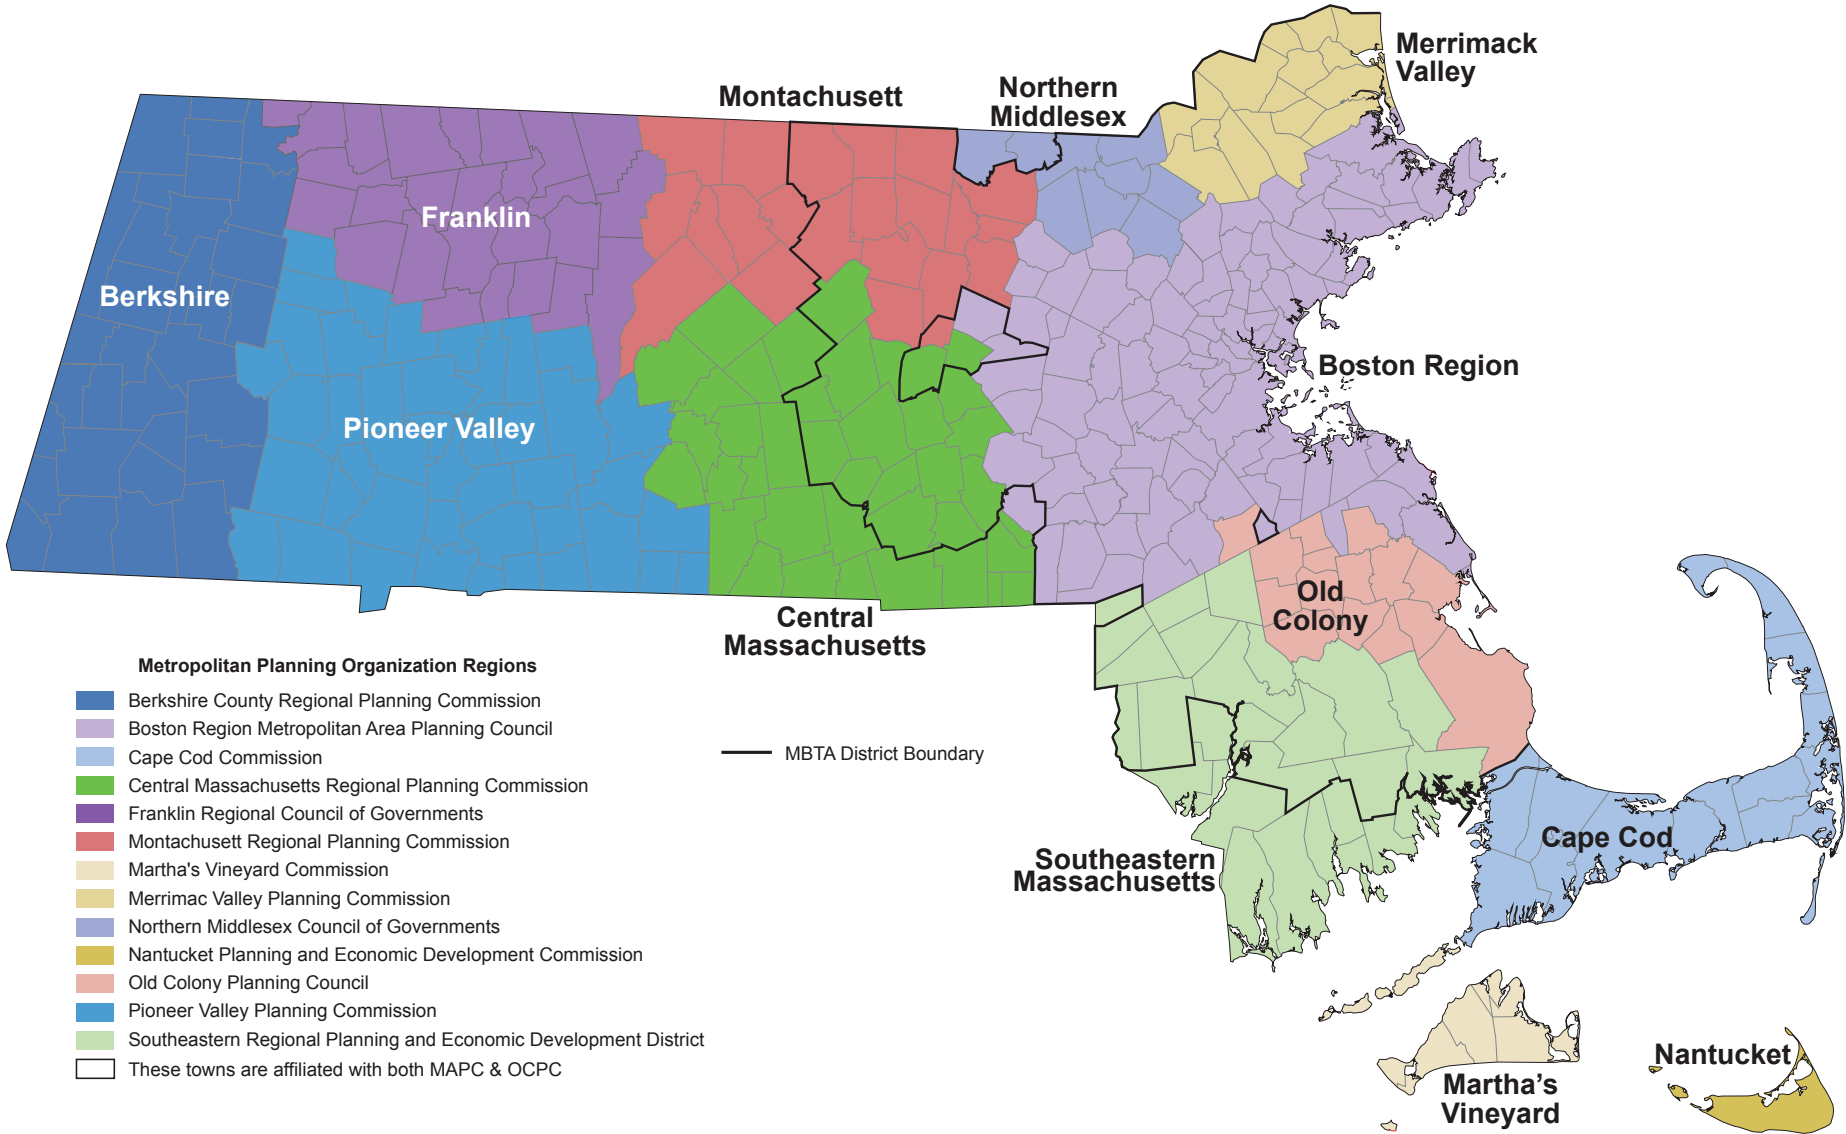 Merrimack
Valley
Northern
Middlesex
Montachusett
Franklin
Berkshire
Boston Region
Pioneer Valley
Old
Colony
Central
Massachusetts
Cape Cod
Southeastern
Massachusetts
Nantucket
Martha's
Vineyard
Metropolitan Planning Organization Regions
Berkshire County Regional Planning Commission
Boston Region Metropolitan Area Planning Council
Cape Cod Commission
Central Massachusetts Regional Planning Commission
Franklin Regional Council of Governments
Montachusett Regional Planning Commission
Martha's Vineyard Commission
Merrimac Valley Planning Commission
Northern Middlesex Council of Governments
Nantucket Planning and Economic Development Commission
Old Colony Planning Council
Pioneer Valley Planning Commission
Southeastern Regional Planning and Economic Development District
These towns are affiliated with both MAPC & OCPC
MBTA District Boundary